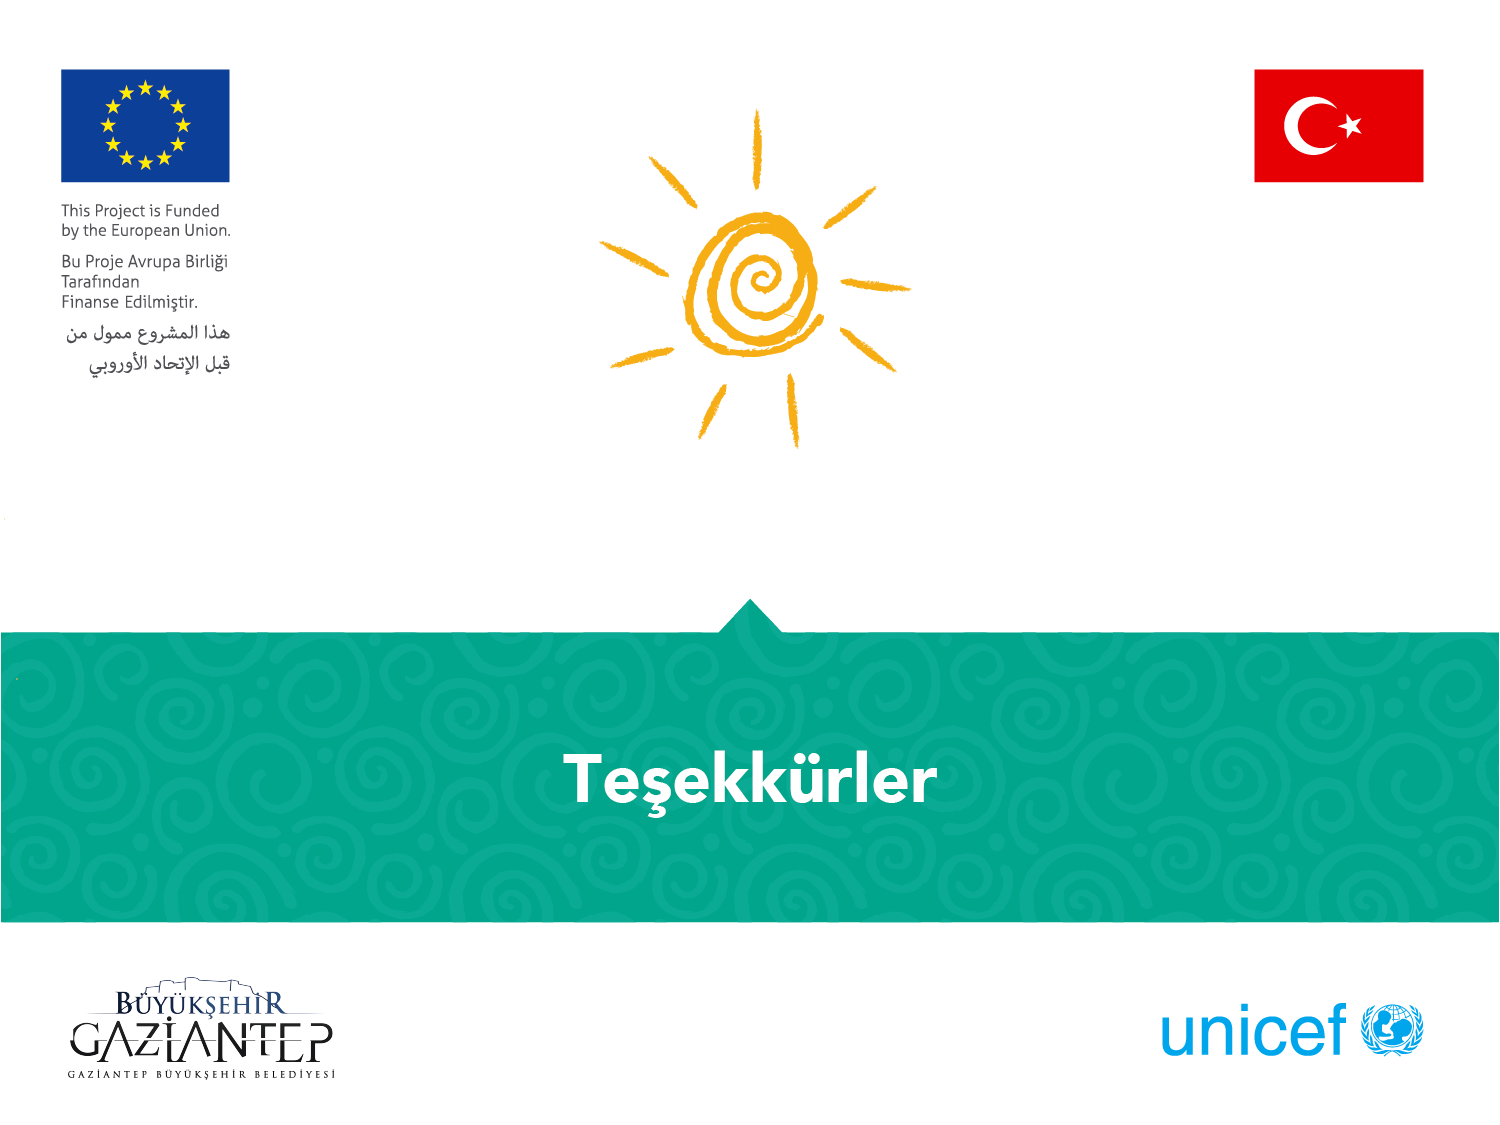 This Project is Funded
by the European Union.
Bu Proje Avrupa Birliği
Tarafından
Finanse Edilmiştir.
هذا المشروع ممول من
قبل الإتحاد الأوروبي
Teşekkürler
BÜYÜKŞEHİR
GAZİANTEP
GAZİANTEP BÜYÜKŞEHİR BELEDİYESİ
unicef